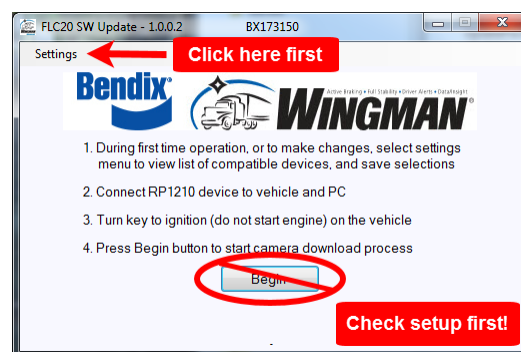 FLC20 SW Update - 1.0.0.2 BX173150
Settings
Click here first
Bendix
Active Braking • Full Stability • Driver Alerts • DataInsight
WINGMAN
1. During first time operation, or to make changes, select settings
menu to view list of compatible devices, and save selections
2. Connect RP1210 device to vehicle and PC
3. Turn key to ignition (do not start engine) on the vehicle
4. Press Begin button to start camera download process
Begin
Check setup first!